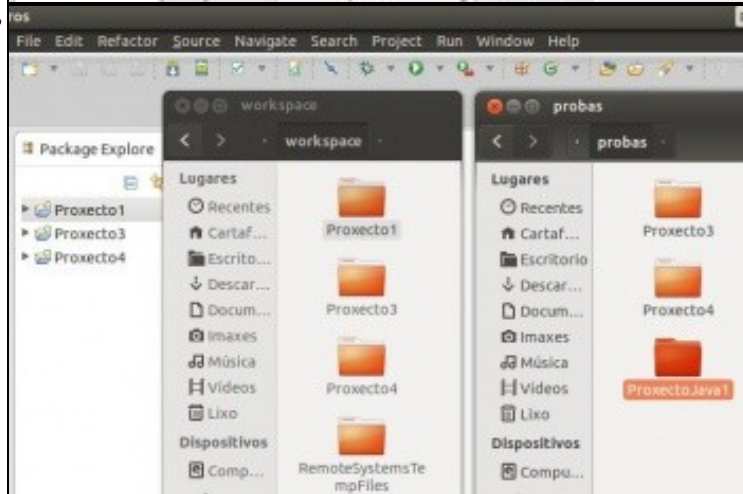 ros
File Edit Refactor Source Navigate Search Project Run Window Help
workspace
workspace
Package Explore
Proxecto1
Proxecto3
Proxecto4
Lugares
Recentes
Cartaf...
Escrito...
Descar...
Docum...
Imaxes
Música
Vídeos
Lixo
Dispositivos
Comp...
Proxecto1
Proxecto3
Proxecto4
RemoteSystemsTe
mpFiles
probas
probas
Lugares
Recentes
Cartaf...
Escritorio
Descar...
Docum...
Imaxes
Música
Vídeos
Lixo
Dispositivos
Compu...
Proxecto3
Proxecto4
ProxectoJava1